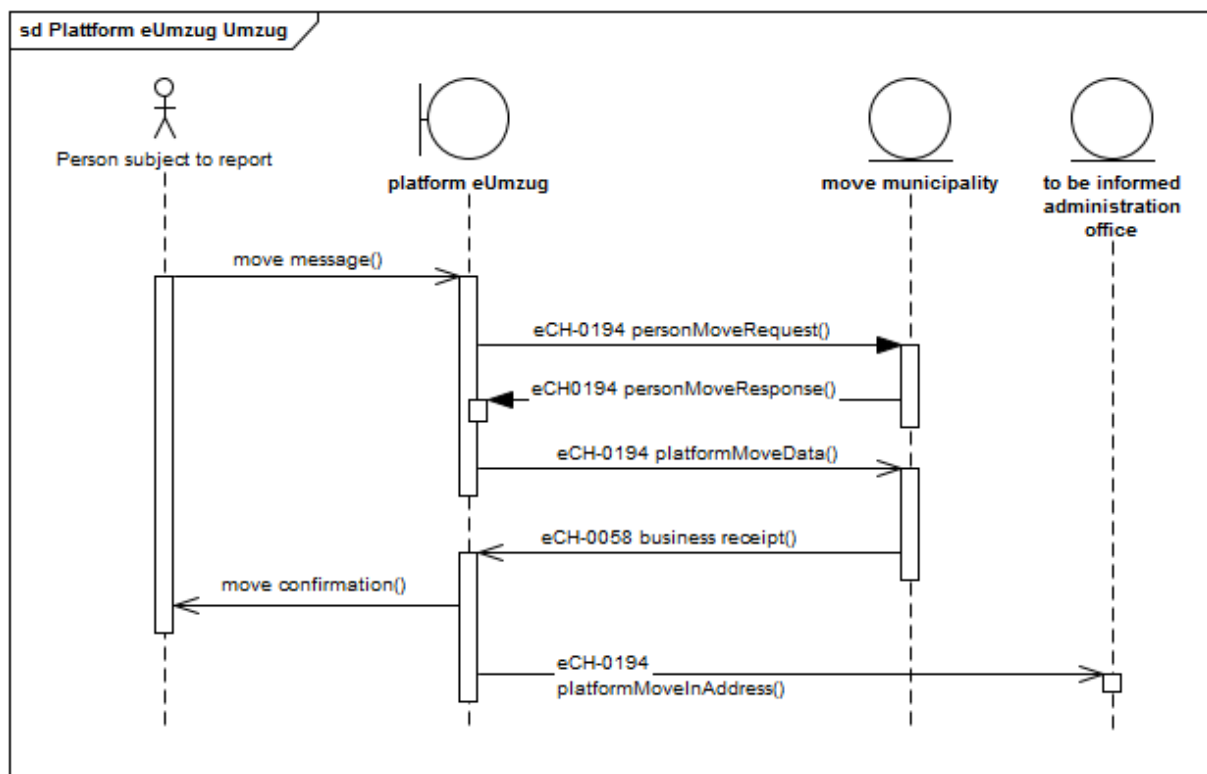 sd Plattform eUmzug Umzug
Person subject to report
platform eUmzug
move municipality
to be informed
administration
office
move message()
eCH-0194 personMoveRequest()
eCH0194 personMoveResponse()
eCH-0194 platformMoveData()
eCH-0058 business receipt()
move confirmation()
eCH-0194
platformMoveInAddress()